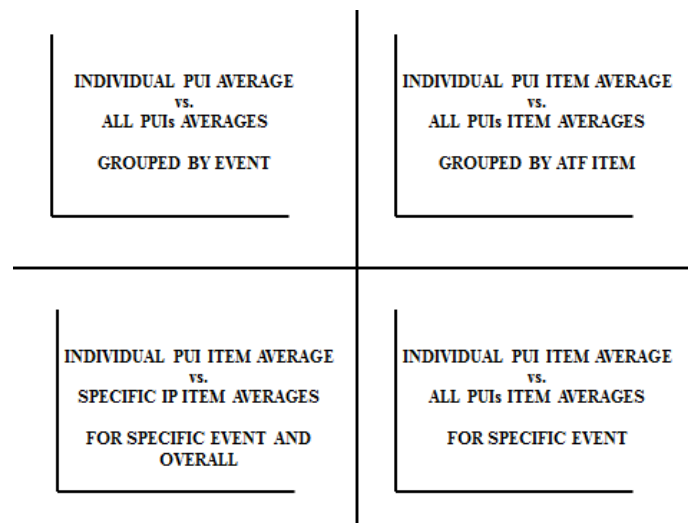 INDIVIDUAL PUI AVERAGE
vs.
ALL PUIs AVERAGES
GROUPED BY EVENT
INDIVIDUAL PUI ITEM AVERAGE
vs.
ALL PUIs ITEM AVERAGES
GROUPED BY ATF ITEM
INDIVIDUAL PUI ITEM AVERAGE
vs.
SPECIFIC IP ITEM AVERAGES
FOR SPECIFIC EVENT AND
OVERALL
INDIVIDUAL PUI ITEM AVERAGE
vs.
ALL PUIs ITEM AVERAGES
FOR SPECIFIC EVENT